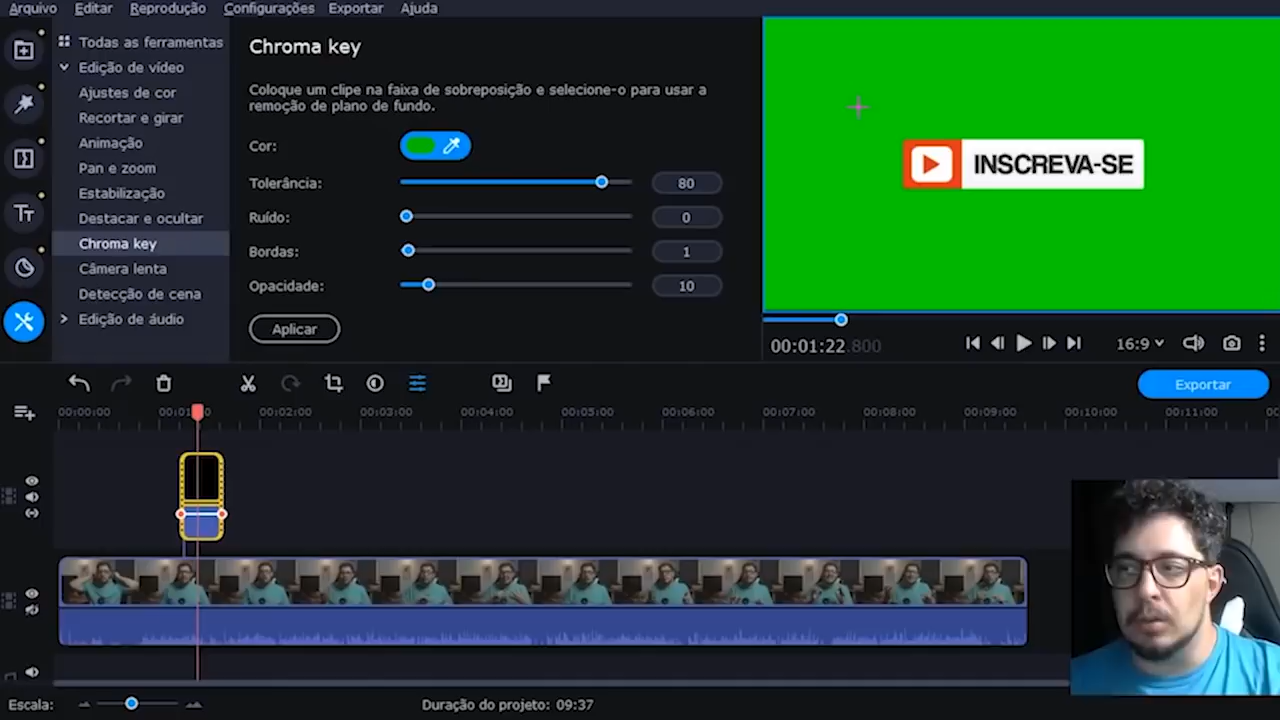 Arquivo Editar Reprodução Configurações Exportar Ajuda
Todas as ferramentas
Edição de vídeo
Ajustes de cor
Recortar e girar
Animação
Pan e zoom
Estabilização
Destacar e ocultar
Chroma key
Câmera lenta
Detecção de cena
Edição de áudio
Chroma key
Coloque um clipe na faixa de sobreposição e selecione-o para usar a
remoção de plano de fundo.
Cor:
Tolerância: 80
Ruído: 0
Bordas: 1
Opacidade: 10
Aplicar
INSCREVA-SE
00:01:22.800
16:9
Exportar
00:00:00 00:02:00 00:03:00 00:04:00 00:05:00 00:06:00 00:07:00 00:08:00 00:09:00 00:10:00 00:11:00
Escala:
Duração do projeto: 09:37